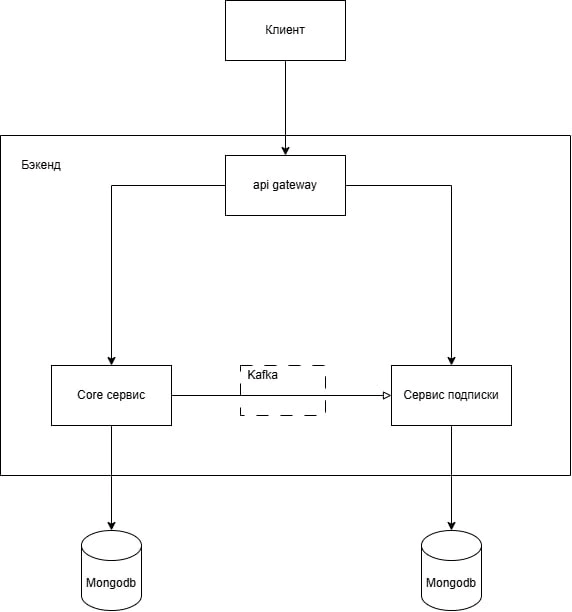 Клиент
Бэкенд
api gateway
Kafka
Core сервис
Сервис подписки
Mongodb
Mongodb